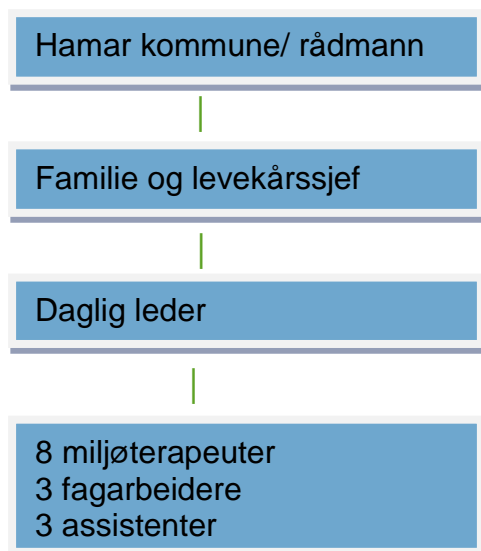 Hamar kommune/ rådmann
Familie og levekårssjef
Daglig leder
8 miljøterapeuter
3 fagarbeidere
3 assistenter